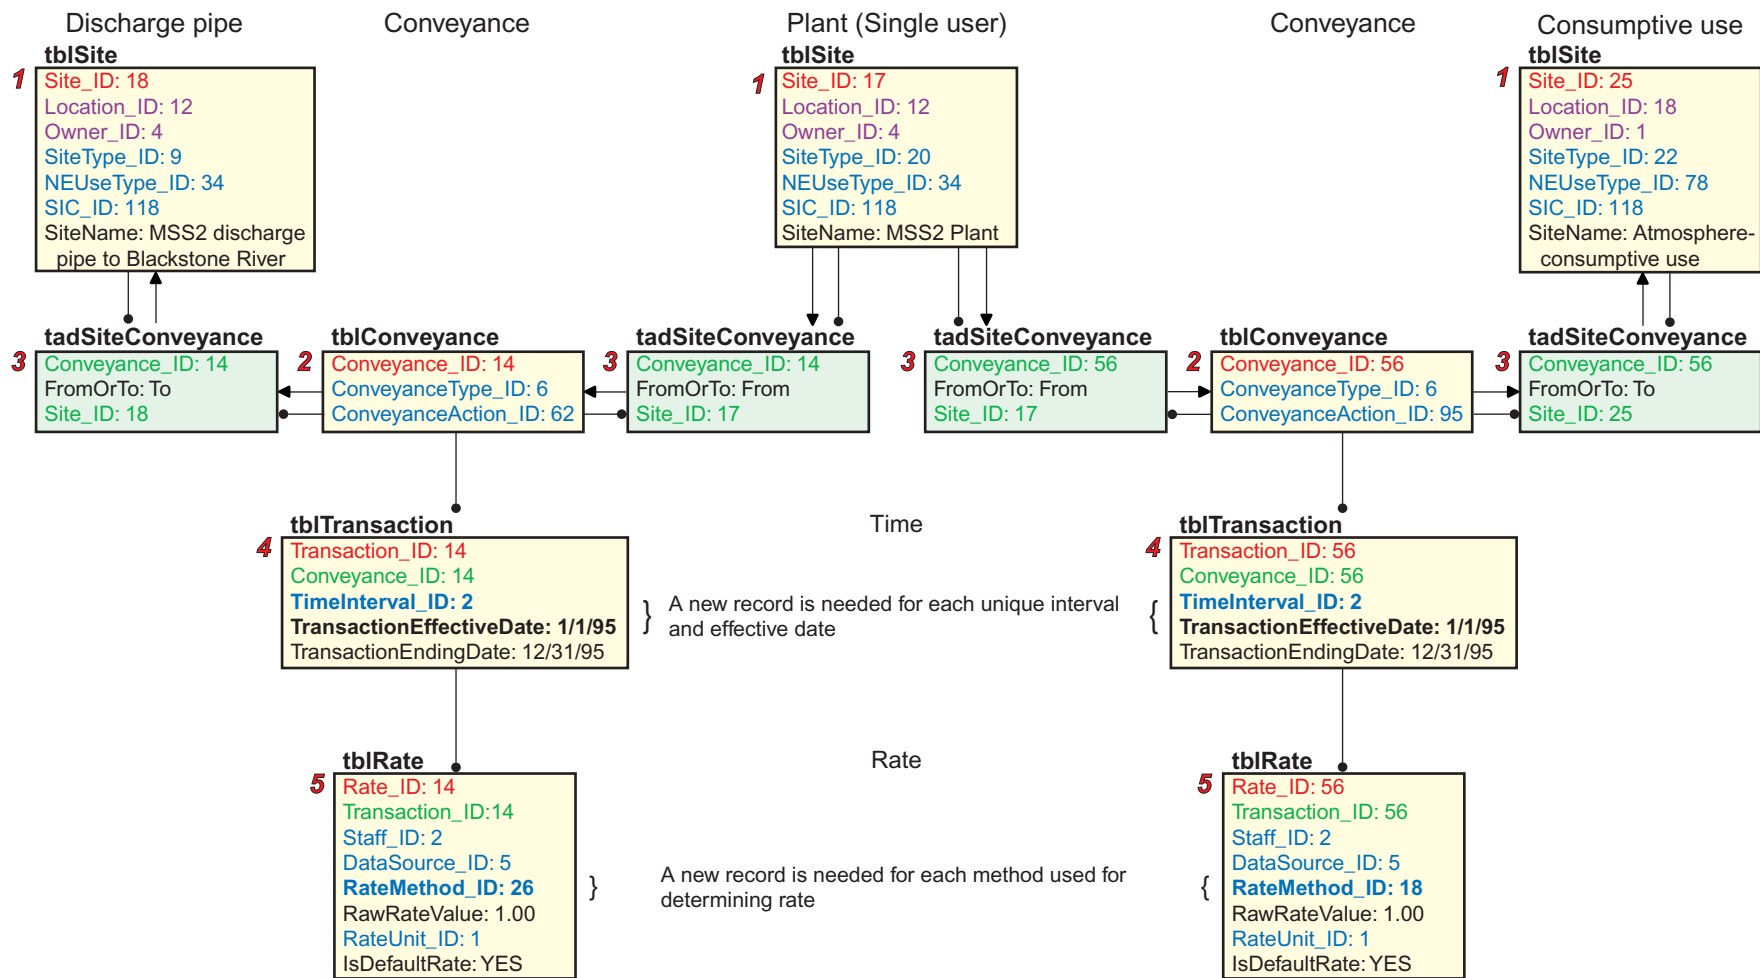 Discharge pipe
Conveyance
Plant (Single user)
Conveyance
Consumptive use
tblSite
1
Site_ID: 18
Location_ID: 12
Owner_ID: 4
SiteType_ID: 9
NEUseType_ID: 34
SIC_ID: 118
SiteName: MSS2 discharge
pipe to Blackstone River
tblSite
1
Site_ID: 17
Location_ID: 12
Owner_ID: 4
SiteType_ID: 20
NEUseType_ID: 34
SIC_ID: 118
SiteName: MSS2 Plant
tblSite
1
Site_ID: 25
Location_ID: 18
Owner_ID: 1
SiteType_ID: 22
NEUseType_ID: 78
SIC_ID: 118
SiteName: Atmosphere-
consumptive use
tadSiteConveyance
3
Conveyance_ID: 14
FromOrTo: To
Site_ID: 18
tblConveyance
2
Conveyance_ID: 14
ConveyanceType_ID: 6
ConveyanceAction_ID: 62
tadSiteConveyance
3
Conveyance_ID: 14
FromOrTo: From
Site_ID: 17
tadSiteConveyance
3
Conveyance_ID: 56
FromOrTo: From
Site_ID: 17
tblConveyance
2
Conveyance_ID: 56
ConveyanceType_ID: 6
ConveyanceAction_ID: 95
tadSiteConveyance
3
Conveyance_ID: 56
FromOrTo: To
Site_ID: 25
tblTransaction
4
Transaction_ID: 14
Conveyance_ID: 14
TimeInterval_ID: 2
TransactionEffectiveDate: 1/1/95
TransactionEndingDate: 12/31/95
Time
} A new record is needed for each unique interval {
and effective date
tblTransaction
4
Transaction_ID: 56
Conveyance_ID: 56
TimeInterval_ID: 2
TransactionEffectiveDate: 1/1/95
TransactionEndingDate: 12/31/95
tblRate
5
Rate_ID: 14
Transaction_ID:14
Staff_ID: 2
DataSource_ID: 5
RateMethod_ID: 26
RawRateValue: 1.00
RateUnit_ID: 1
IsDefaultRate: YES
Rate
} A new record is needed for each method used for {
determining rate
tblRate
5
Rate_ID: 56
Transaction_ID: 56
Staff_ID: 2
DataSource_ID: 5
RateMethod_ID: 18
RawRateValue: 1.00
RateUnit_ID: 1
IsDefaultRate: YES